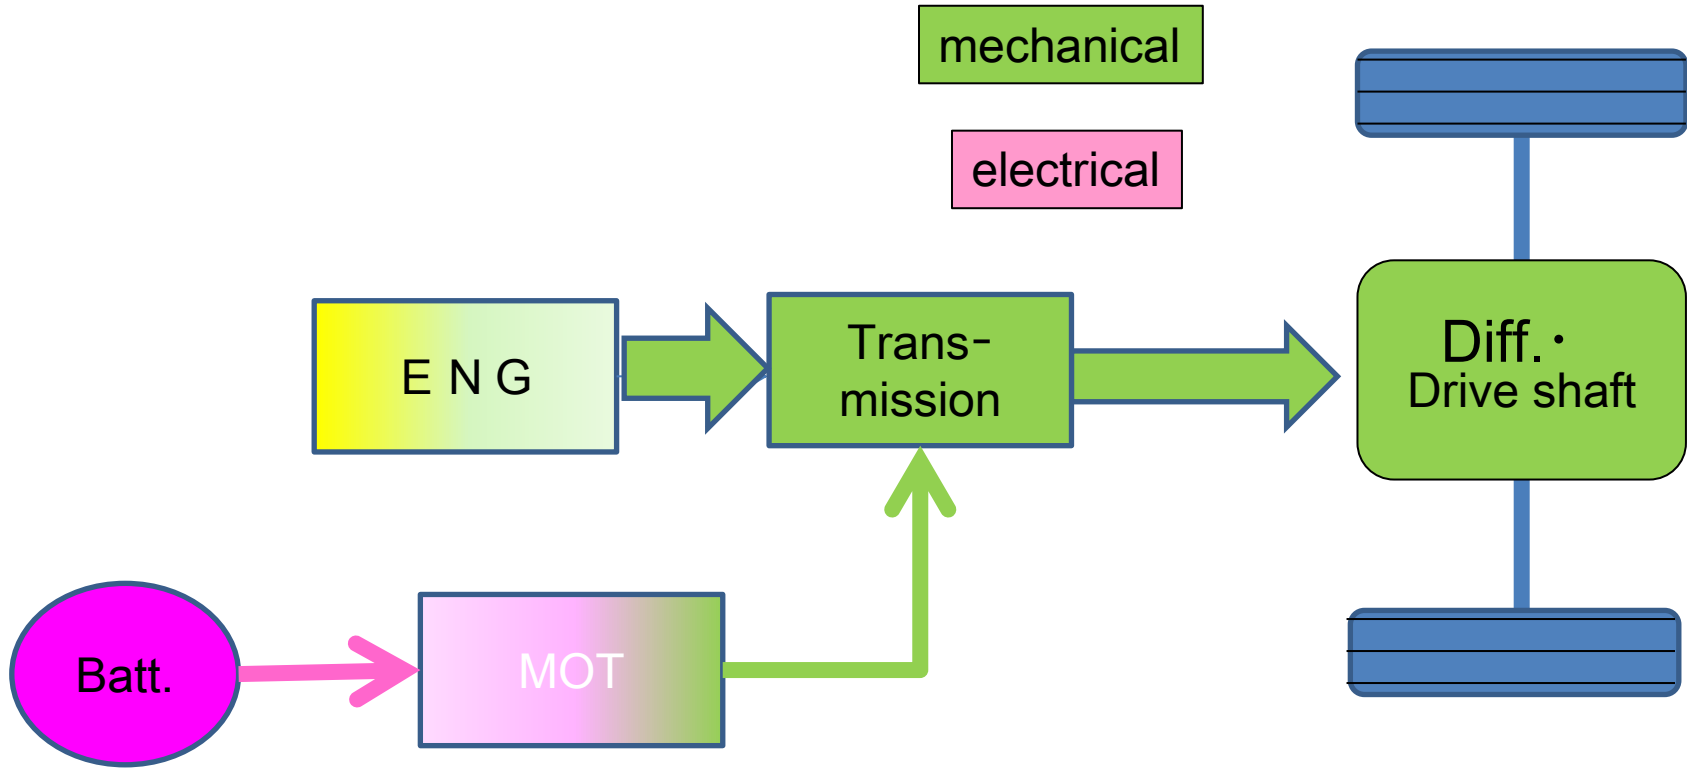 mechanical
electrical
E N G
Trans-
mission
Diff.・
Drive shaft
Batt.
MOT